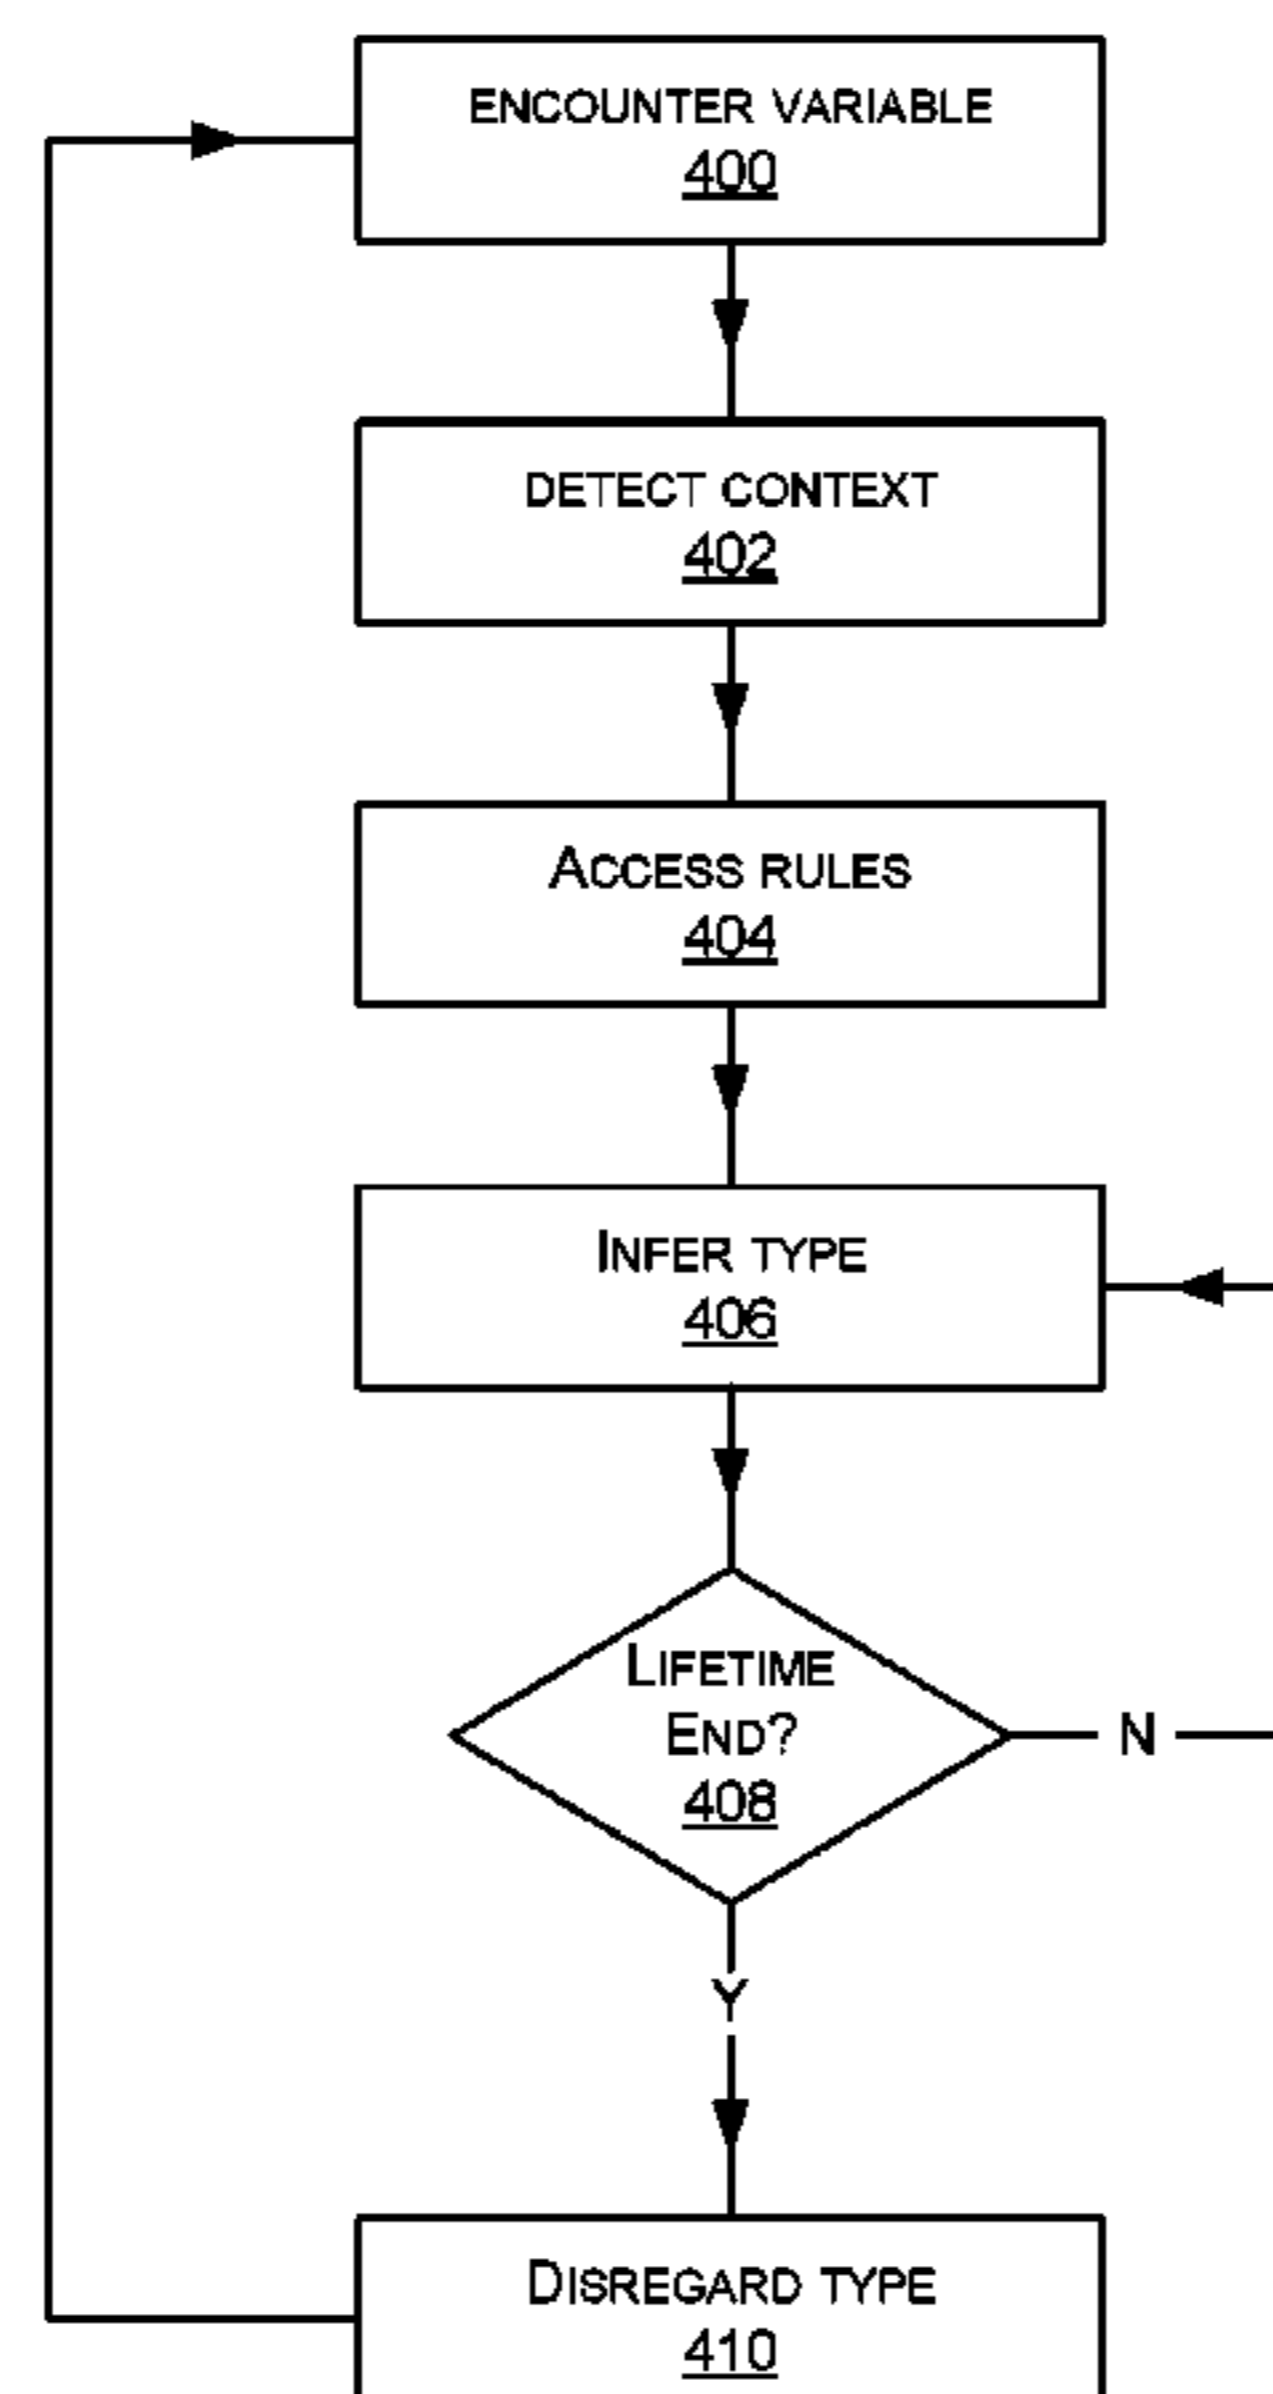 ENCOUNTER VARIABLE
400
DETECT CONTEXT
402
ACCESS RULES
404
INFER TYPE
406
LIFETIME
END?
408
N
Y
DISREGARD TYPE
410